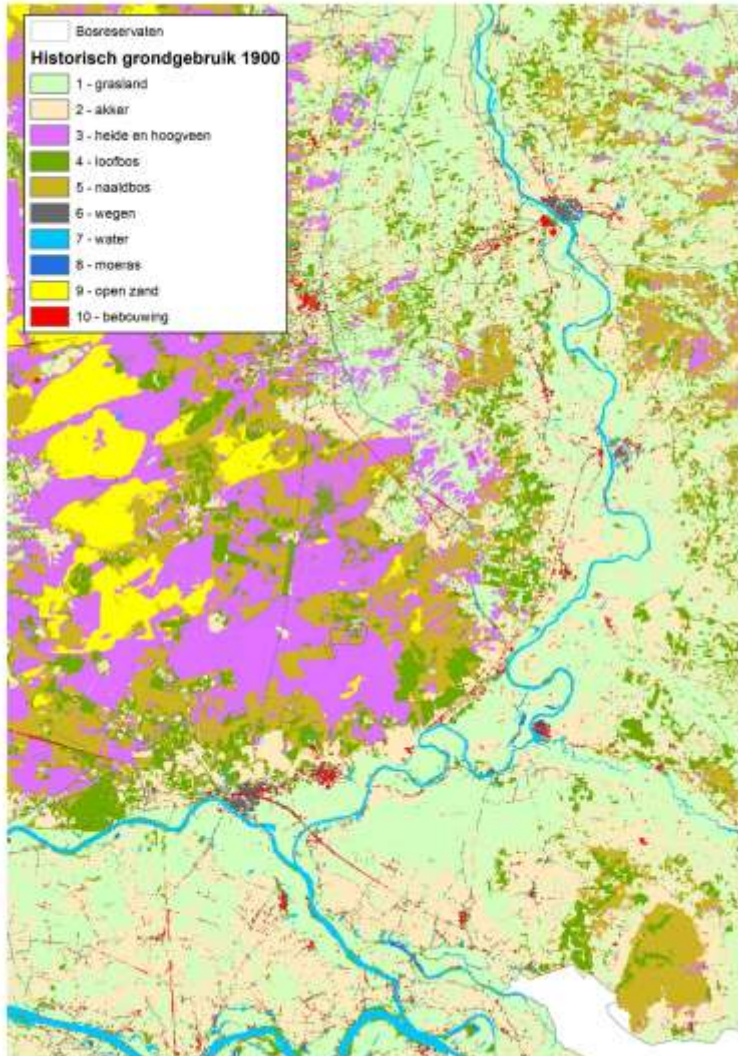 Bosreservaten
Historisch grondgebruik 1900
1 - grasland
2 - akker
3 - heide en hoogveen
4 - loofbos
5 - naaldbos
6 - wegen
7 - water
8 - moeras
9 - open zand
10 - bebouwing